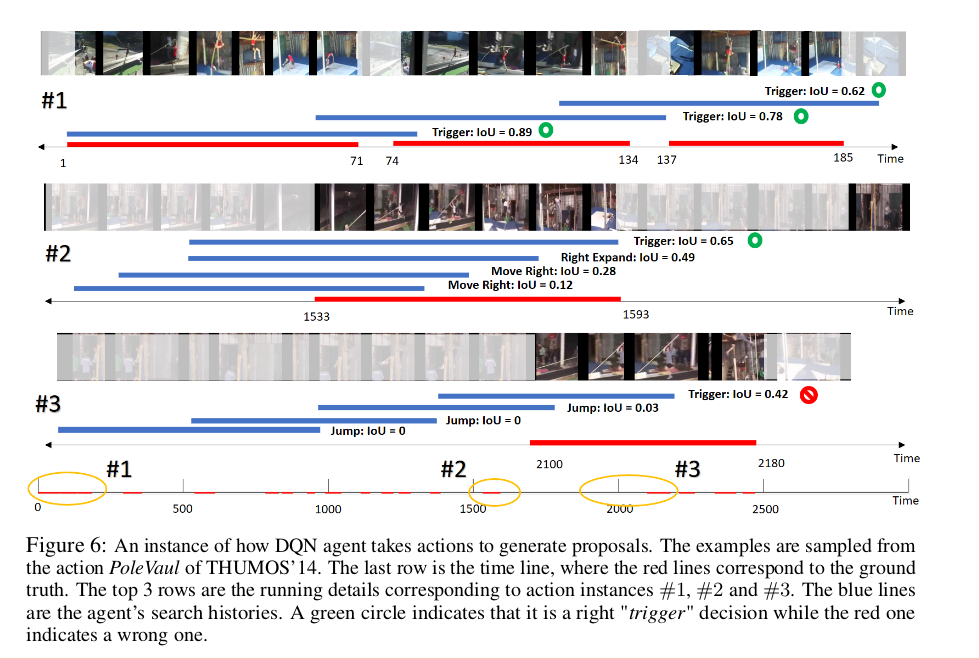 #1
Trigger: IoU = 0.62
Trigger: IoU = 0.78
Trigger: IoU = 0.89
1 71 74 134 137 185 Time
#2
Trigger: IoU = 0.65
Right Expand: IoU = 0.49
Move Right: IoU = 0.28
Move Right: IoU = 0.12
1533 1593 Time
#3
Trigger: IoU = 0.42
Jump: IoU = 0.03
Jump: IoU = 0
Jump: IoU = 0
2100 2180 Time
#1 #2 #3
0 500 1000 1500 2000 2500 Time
Figure 6: An instance of how DQN agent takes actions to generate proposals. The examples are sampled from
the action PoleVaul of THUMOS'14. The last row is the time line, where the red lines correspond to the ground
truth. The top 3 rows are the running details corresponding to action instances #1, #2 and #3. The blue lines
are the agent's search histories. A green circle indicates that it is a right "trigger" decision while the red one
indicates a wrong one.